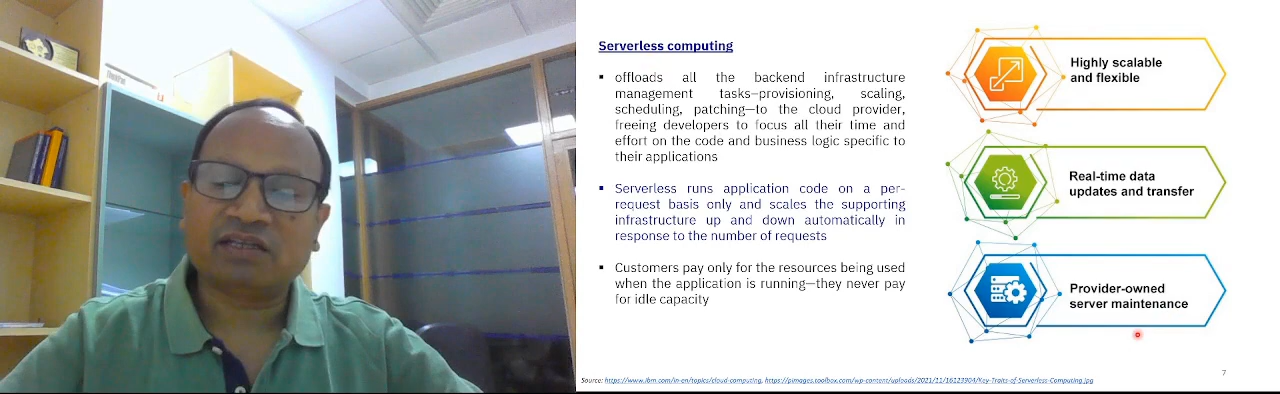 Serverless computing
▪ offloads all the backend infrastructure
management tasks–provisioning, scaling,
scheduling, patching—to the cloud provider,
freeing developers to focus all their time and
effort on the code and business logic specific to
their applications
▪ Serverless runs application code on a per-
request basis only and scales the supporting
infrastructure up and down automatically in
response to the number of requests
▪ Customers pay only for the resources being used
when the application is running—they never pay
for idle capacity
Highly scalable
and flexible
Real-time data
updates and transfer
Provider-owned
server maintenance
Source: https://www.ibm.com/in-en/topics/cloud-computing, https://pimages.toolbox.com/wp-content/uploads/2021/11/16123904/Key-Traits-of-Serverless-Computing.jpg
7